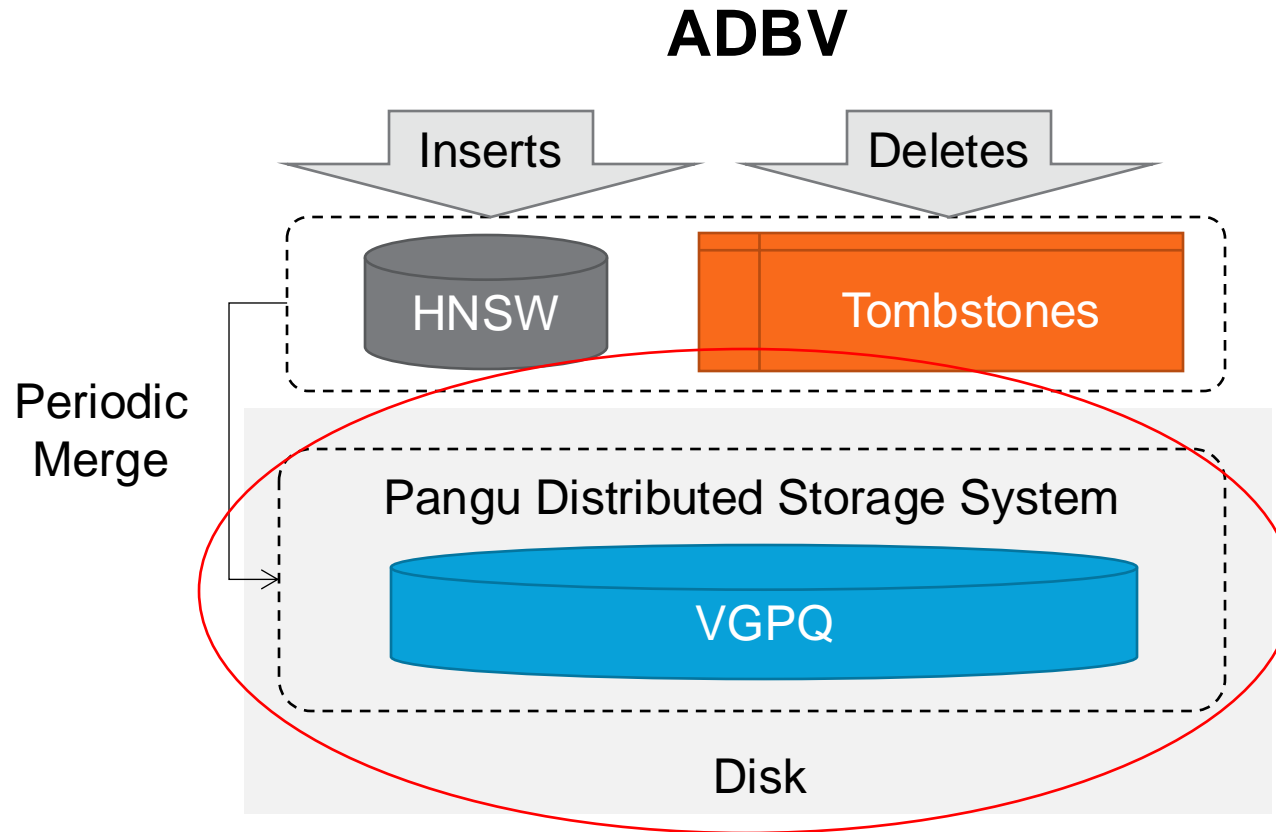 ADBV
Inserts
Deletes
HNSW
Tombstones
Periodic
Merge
Pangu Distributed Storage System
VGPQ
Disk